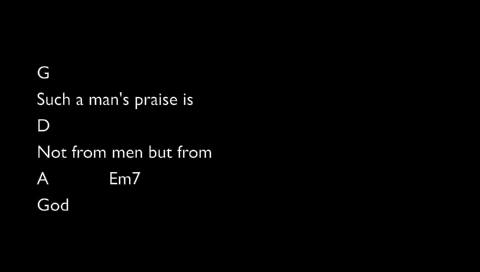 G
Such a man's praise is
D
Not from men but from
A Em7
God